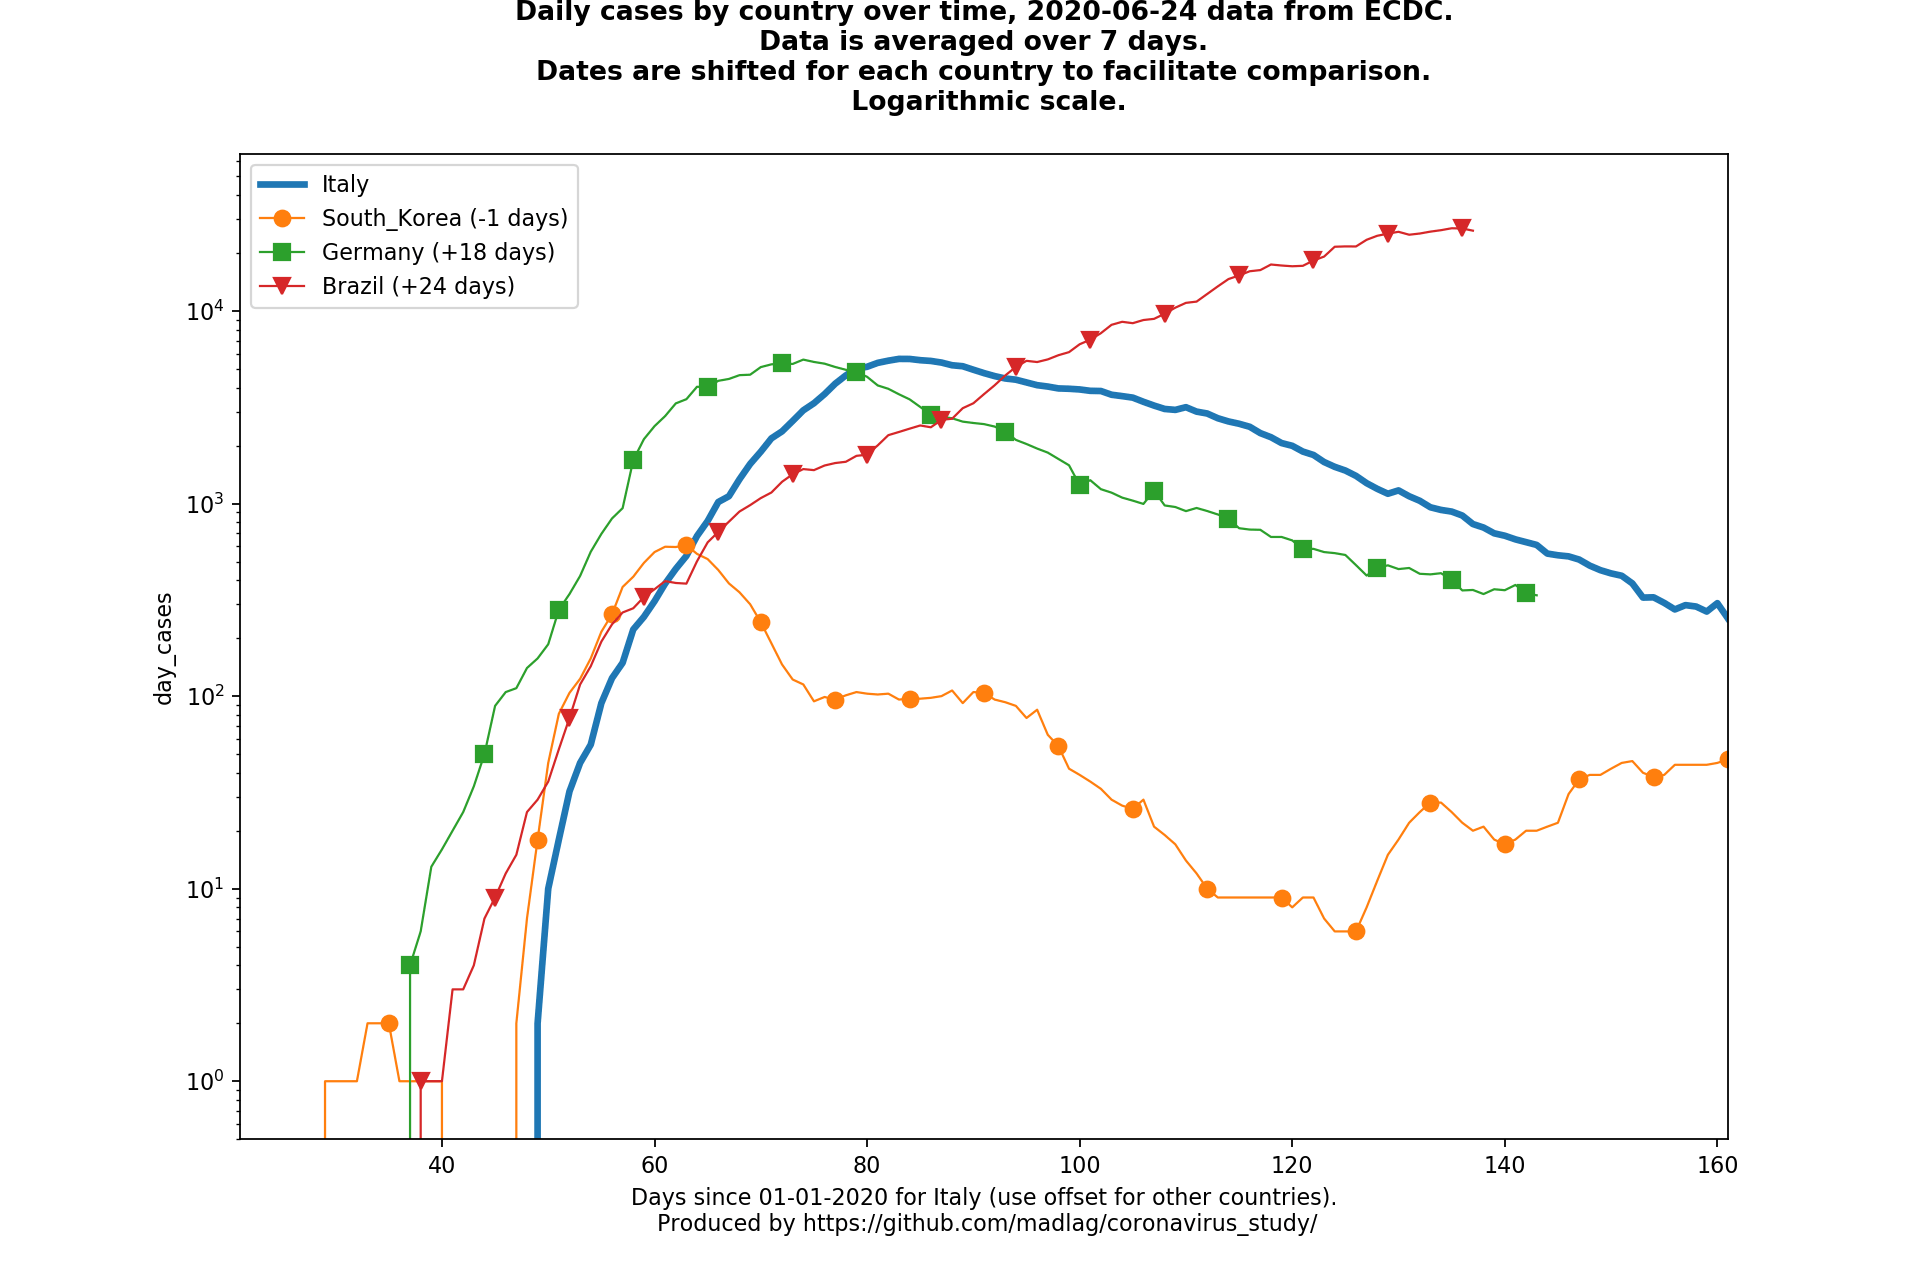 Daily cases by country over time, 2020-06-24 data from ECDC.
Data is averaged over 7 days.
Dates are shifted for each country to facilitate comparison.
Logarithmic scale.
Italy
South_Korea (-1 days)
Germany (+18 days)
Brazil (+24 days)
10⁴
10³
10²
10¹
10⁰
day_cases
40 60 80 100 120 140 160
Days since 01-01-2020 for Italy (use offset for other countries).
Produced by https://github.com/madlag/coronavirus_study/